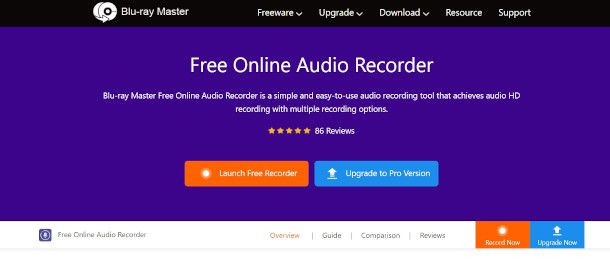 Blu-ray Master Freeware Upgrade Download Resource Support
Free Online Audio Recorder
Blu-ray Master Free Online Audio Recorder is a simple and easy-to-use audio recording tool that achieves audio HD
recording with multiple recording options.
86 Reviews
Launch Free Recorder Upgrade to Pro Version
Free Online Audio Recorder Overview | Guide | Comparison | Reviews
Record Now Upgrade Now